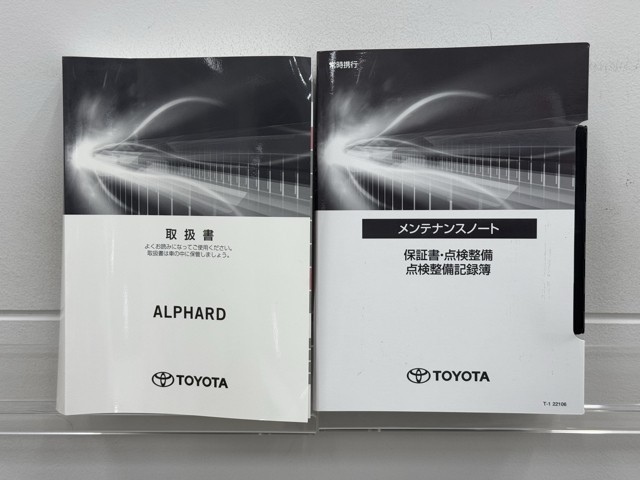 取扱書
よくお読みになってご使用ください。
取扱書は車の中に保管しましょう。
ALPHARD
TOYOTA
常時携行
メンテナンスノート
保証書・点検整備
点検整備記録簿
TOYOTA
T-1 22106